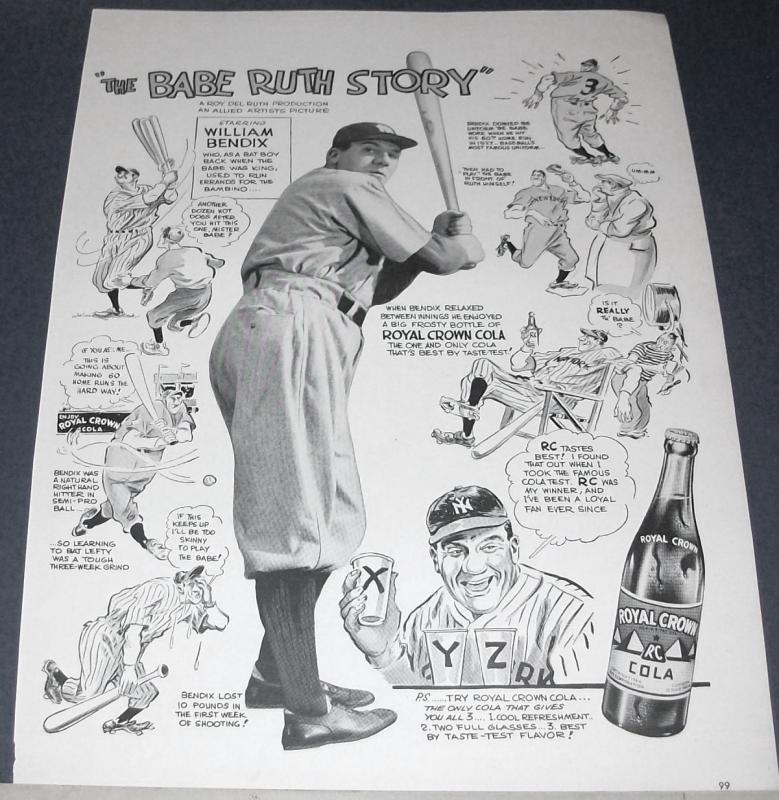 "THE BABE RUTH STORY"
A ROY DEL RUTH PRODUCTION
AN ALLIED ARTISTS PICTURE
STARRING
WILLIAM
BENDIX
WHO, AS A BAT BOY
BACK WHEN THE
BABE WAS KING,
USED TO RUN
ERRANDS FOR THE
BAMBINO....
ANOTHER
DOZEN HOT
DOGS AFTER
YOU HIT THIS
ONE, MISTER
BABE?
BENDIX DONNED THE
UNIFORM THE BABE
WORE WHEN HE HIT
HIS 60TH HOME RUN
IN 1927... BASEBALL'S
MOST FAMOUS UNIFORM...
3
THEN HAD TO
"PLAY" THE BABE
IN FRONT OF
RUTH HIMSELF!
UM-M-M
NEW YORK
WHEN BENDIX RELAXED
BETWEEN INNINGS HE ENJOYED
A BIG FROSTY BOTTLE OF
ROYAL CROWN COLA
THE ONE AND ONLY COLA
THAT'S BEST BY TASTE-TEST!
IS IT
REALLY
TH' BABE
?
NEW YORK
IF YOU ASK ME...
THIS IS
GOING ABOUT
MAKING 60
HOME RUNS THE
HARD WAY!
ENJOY
ROYAL CROWN
COLA
BENDIX WAS
A NATURAL
RIGHT HAND
HITTER IN
SEMI-PRO
BALL...
...SO LEARNING
TO BAT LEFTY
WAS A TOUGH
THREE-WEEK GRIND
IF THIS
KEEPS UP
I'LL BE TOO
SKINNY
TO PLAY
THE BABE!
BENDIX LOST
10 POUNDS IN
THE FIRST WEEK
OF SHOOTING!
RC TASTES
BEST! I FOUND
THAT OUT WHEN I
TOOK THE FAMOUS
COLA TEST. RC WAS
MY WINNER, AND
I'VE BEEN A LOYAL
FAN EVER SINCE
NY
X
Y Z
RK
ROYAL CROWN
ROYAL CROWN
RC
COLA
P.S......TRY ROYAL CROWN COLA...
THE ONLY COLA THAT GIVES
YOU ALL 3.... 1. COOL REFRESHMENT..
2. TWO FULL GLASSES... 3. BEST
BY TASTE-TEST FLAVOR!
99